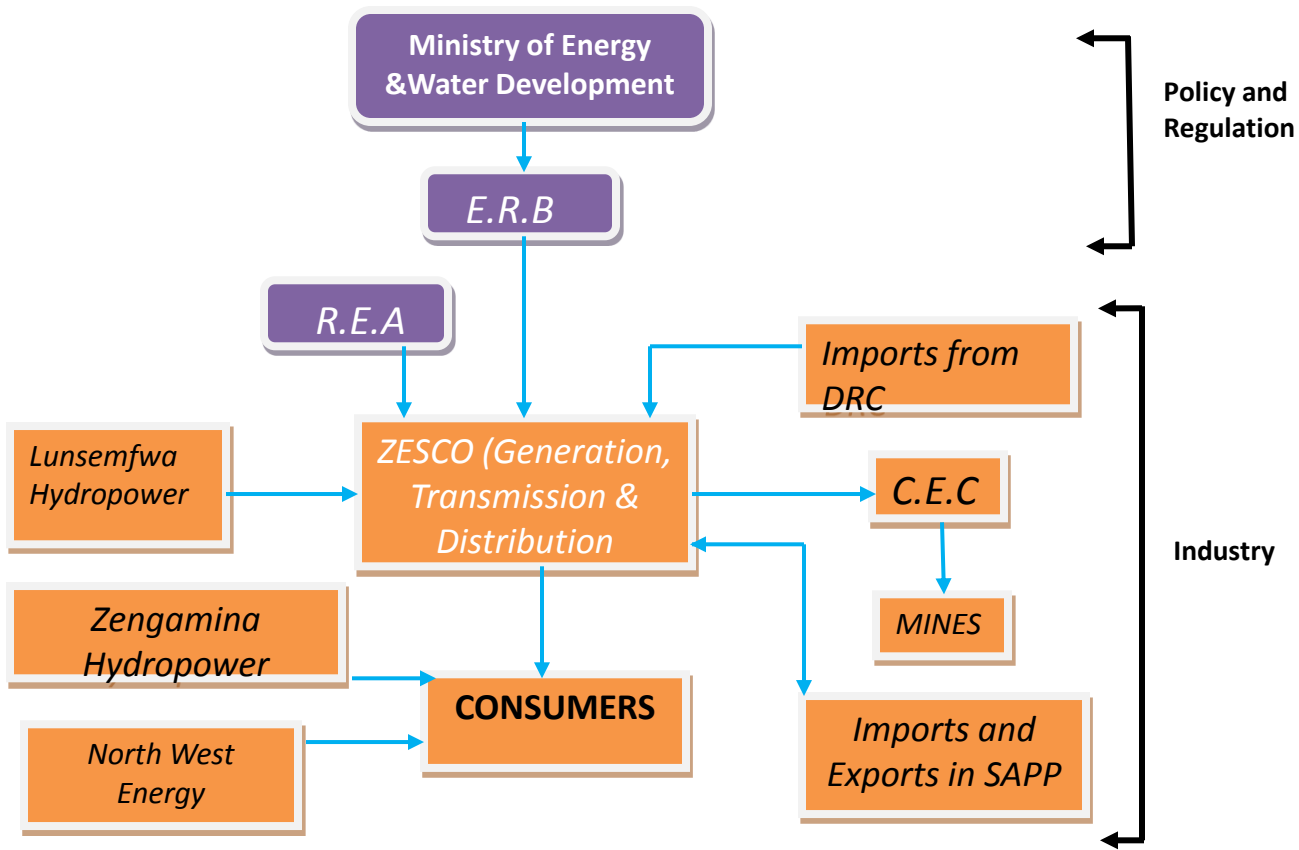 Ministry of Energy
&Water Development
Policy and
Regulation
E.R.B
R.E.A
Imports from
DRC
Lunsemfwa
Hydropower
ZESCO (Generation,
Transmission &
Distribution
C.E.C
Industry
MINES
Zengamina
Hydropower
CONSUMERS
North West
Energy
Imports and
Exports in SAPP